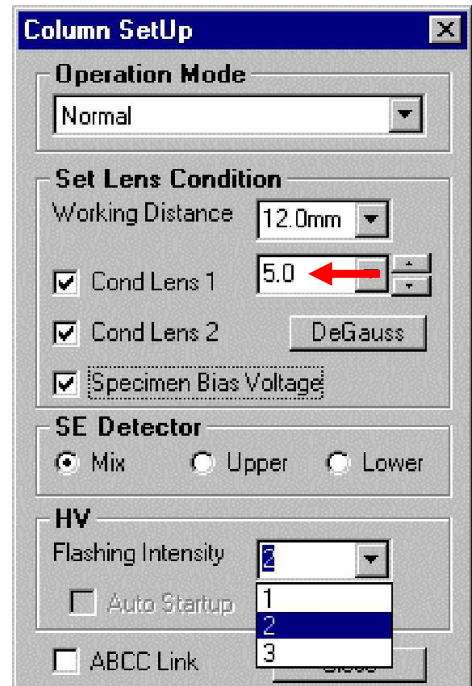 Column SetUp
Operation Mode
Normal
Set Lens Condition
Working Distance 12.0mm
Cond Lens 1 5.0
Cond Lens 2 DeGauss
Specimen Bias Voltage
SE Detector
Mix Upper Lower
HV
Flashing Intensity 2
Auto Startup 1
2
ABCC Link 3